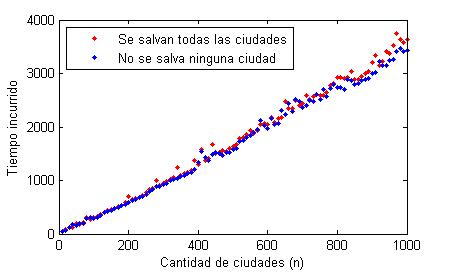 4000
Se salvan todas las ciudades
No se salva ninguna ciudad
3000
Tiempo incurrido
2000
1000
0
0 200 400 600 800 1000
Cantidad de ciudades (n)